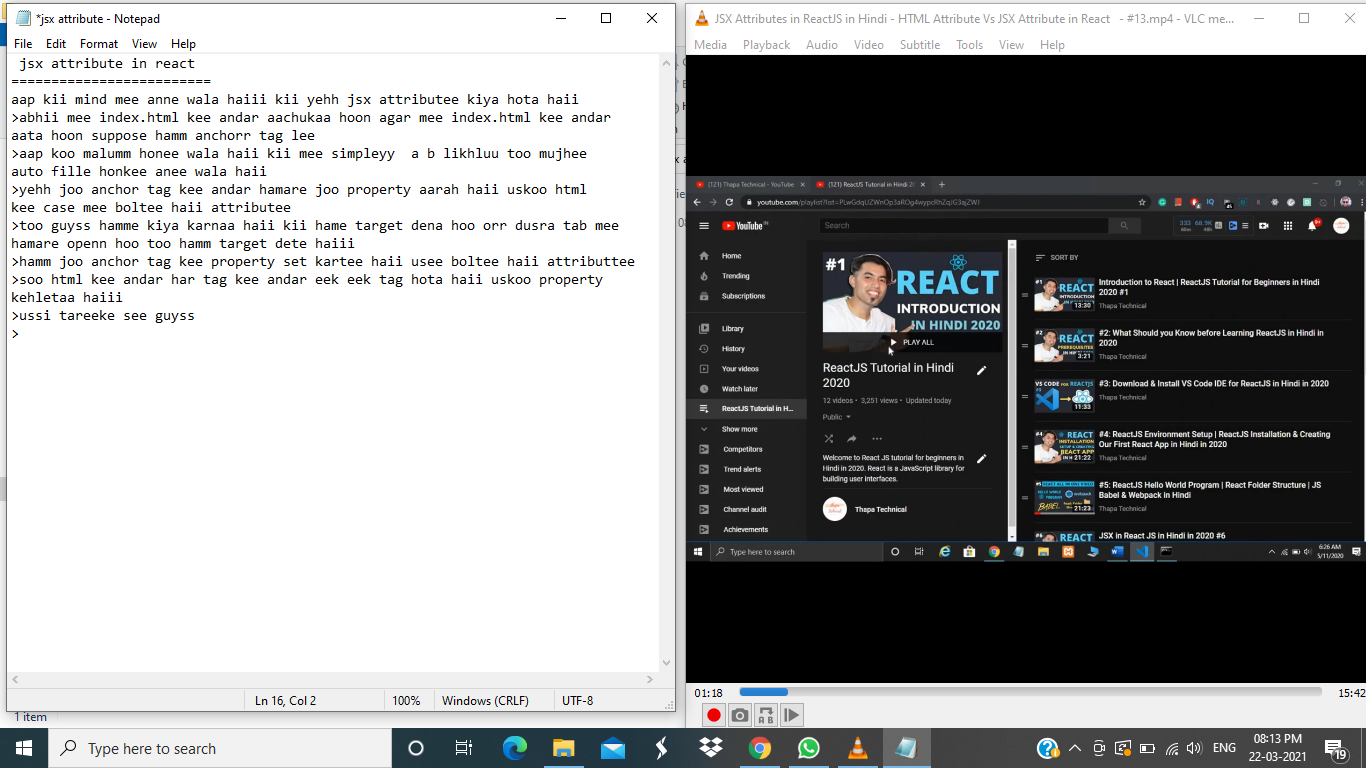 *jsx attribute - Notepad
File Edit Format View Help
jsx attribute in react
=========================
aap kii mind mee anne wala haiii kii yehh jsx attributee kiya hota haii
>abhii mee index.html kee andar aachukaa hoon agar mee index.html kee andar
aata hoon suppose hamm anchorr tag lee
>aap koo malumm honee wala haii kii mee simpleyy  a b likhluu too mujhee
auto fille honkee anee wala haii
>yehh joo anchor tag kee andar hamare joo property aarah haii uskoo html
kee case mee boltee haii attributee
>too guyss hamme kiya karnaa haii kii hame target dena hoo orr dusra tab mee
hamare openn hoo too hamm target dete haiii
>hamm joo anchor tag kee property set kartee haii usee boltee haii attributtee
>soo html kee andar har tag kee andar eek eek tag hota haii uskoo property
kehletaa haiii
>ussi tareeke see guyss
>
Ln 16, Col 2 100% Windows (CRLF) UTF-8
1 item
JSX Attributes in ReactJS in Hindi - HTML Attribute Vs JSX Attribute in React - #13.mp4 - VLC me...
Media Playback Audio Video Subtitle Tools View Help
(121) Thapa Technical - YouTube
(121) ReactJS Tutorial in Hindi 2
youtube.com/playlist?list=PLwGdqUZWnOp3aROg4wypcRhZqJG3ajZWJ
YouTube IN
Search
Home
Trending
Subscriptions
Library
History
Your videos
Watch later
ReactJS Tutorial in H...
Show more
Competitors
Trend alerts
Most viewed
Channel audit
Achievements
#1
REACT
INTRODUCTION
IN HINDI 2020
PLAY ALL
ReactJS Tutorial in Hindi
2020
12 videos • 3,251 views • Updated today
Public
Welcome to React JS tutorial for beginners in
Hindi in 2020. React is a JavaScript library for
building user interfaces.
Thapa Technical
SORT BY
13:30
Introduction to React | ReactJS Tutorial for Beginners in Hindi
2020 #1
Thapa Technical
3:21
#2: What Should you Know before Learning ReactJS in Hindi in
2020
Thapa Technical
11:33
#3: Download & Install VS Code IDE for ReactJS in Hindi in 2020
Thapa Technical
21:22
#4: ReactJS Environment Setup | ReactJS Installation & Creating
Our First React App in Hindi in 2020
Thapa Technical
21:23
#5: ReactJS Hello World Program | React Folder Structure | JS
Babel & Webpack in Hindi
Thapa Technical
JSX in React JS in Hindi in 2020 #6
Type here to search
6:26 AM
5/11/2020
01:18 15:42
Type here to search
ENG
08:13 PM
22-03-2021
19